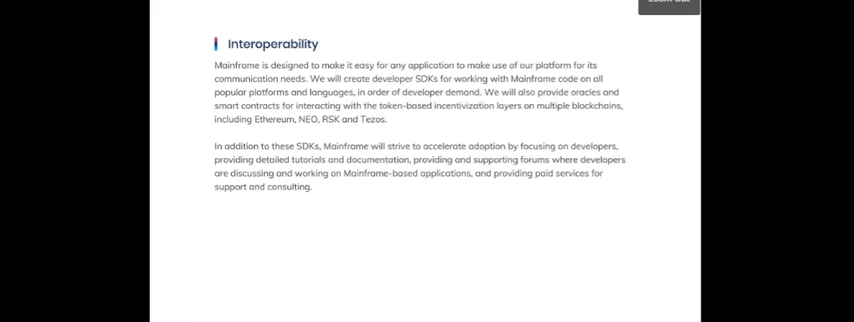 Interoperability
Mainframe is designed to make it easy for any application to make use of our platform for its
communication needs. We will create developer SDKs for working with Mainframe code on all
popular platforms and languages, in order of developer demand. We will also provide oracles and
smart contracts for interacting with the token-based incentivization layers on multiple blockchains,
including Ethereum, NEO, RSK and Tezos.
In addition to these SDKs, Mainframe will strive to accelerate adoption by focusing on developers,
providing detailed tutorials and documentation, providing and supporting forums where developers
are discussing and working on Mainframe-based applications, and providing paid services for
support and consulting.